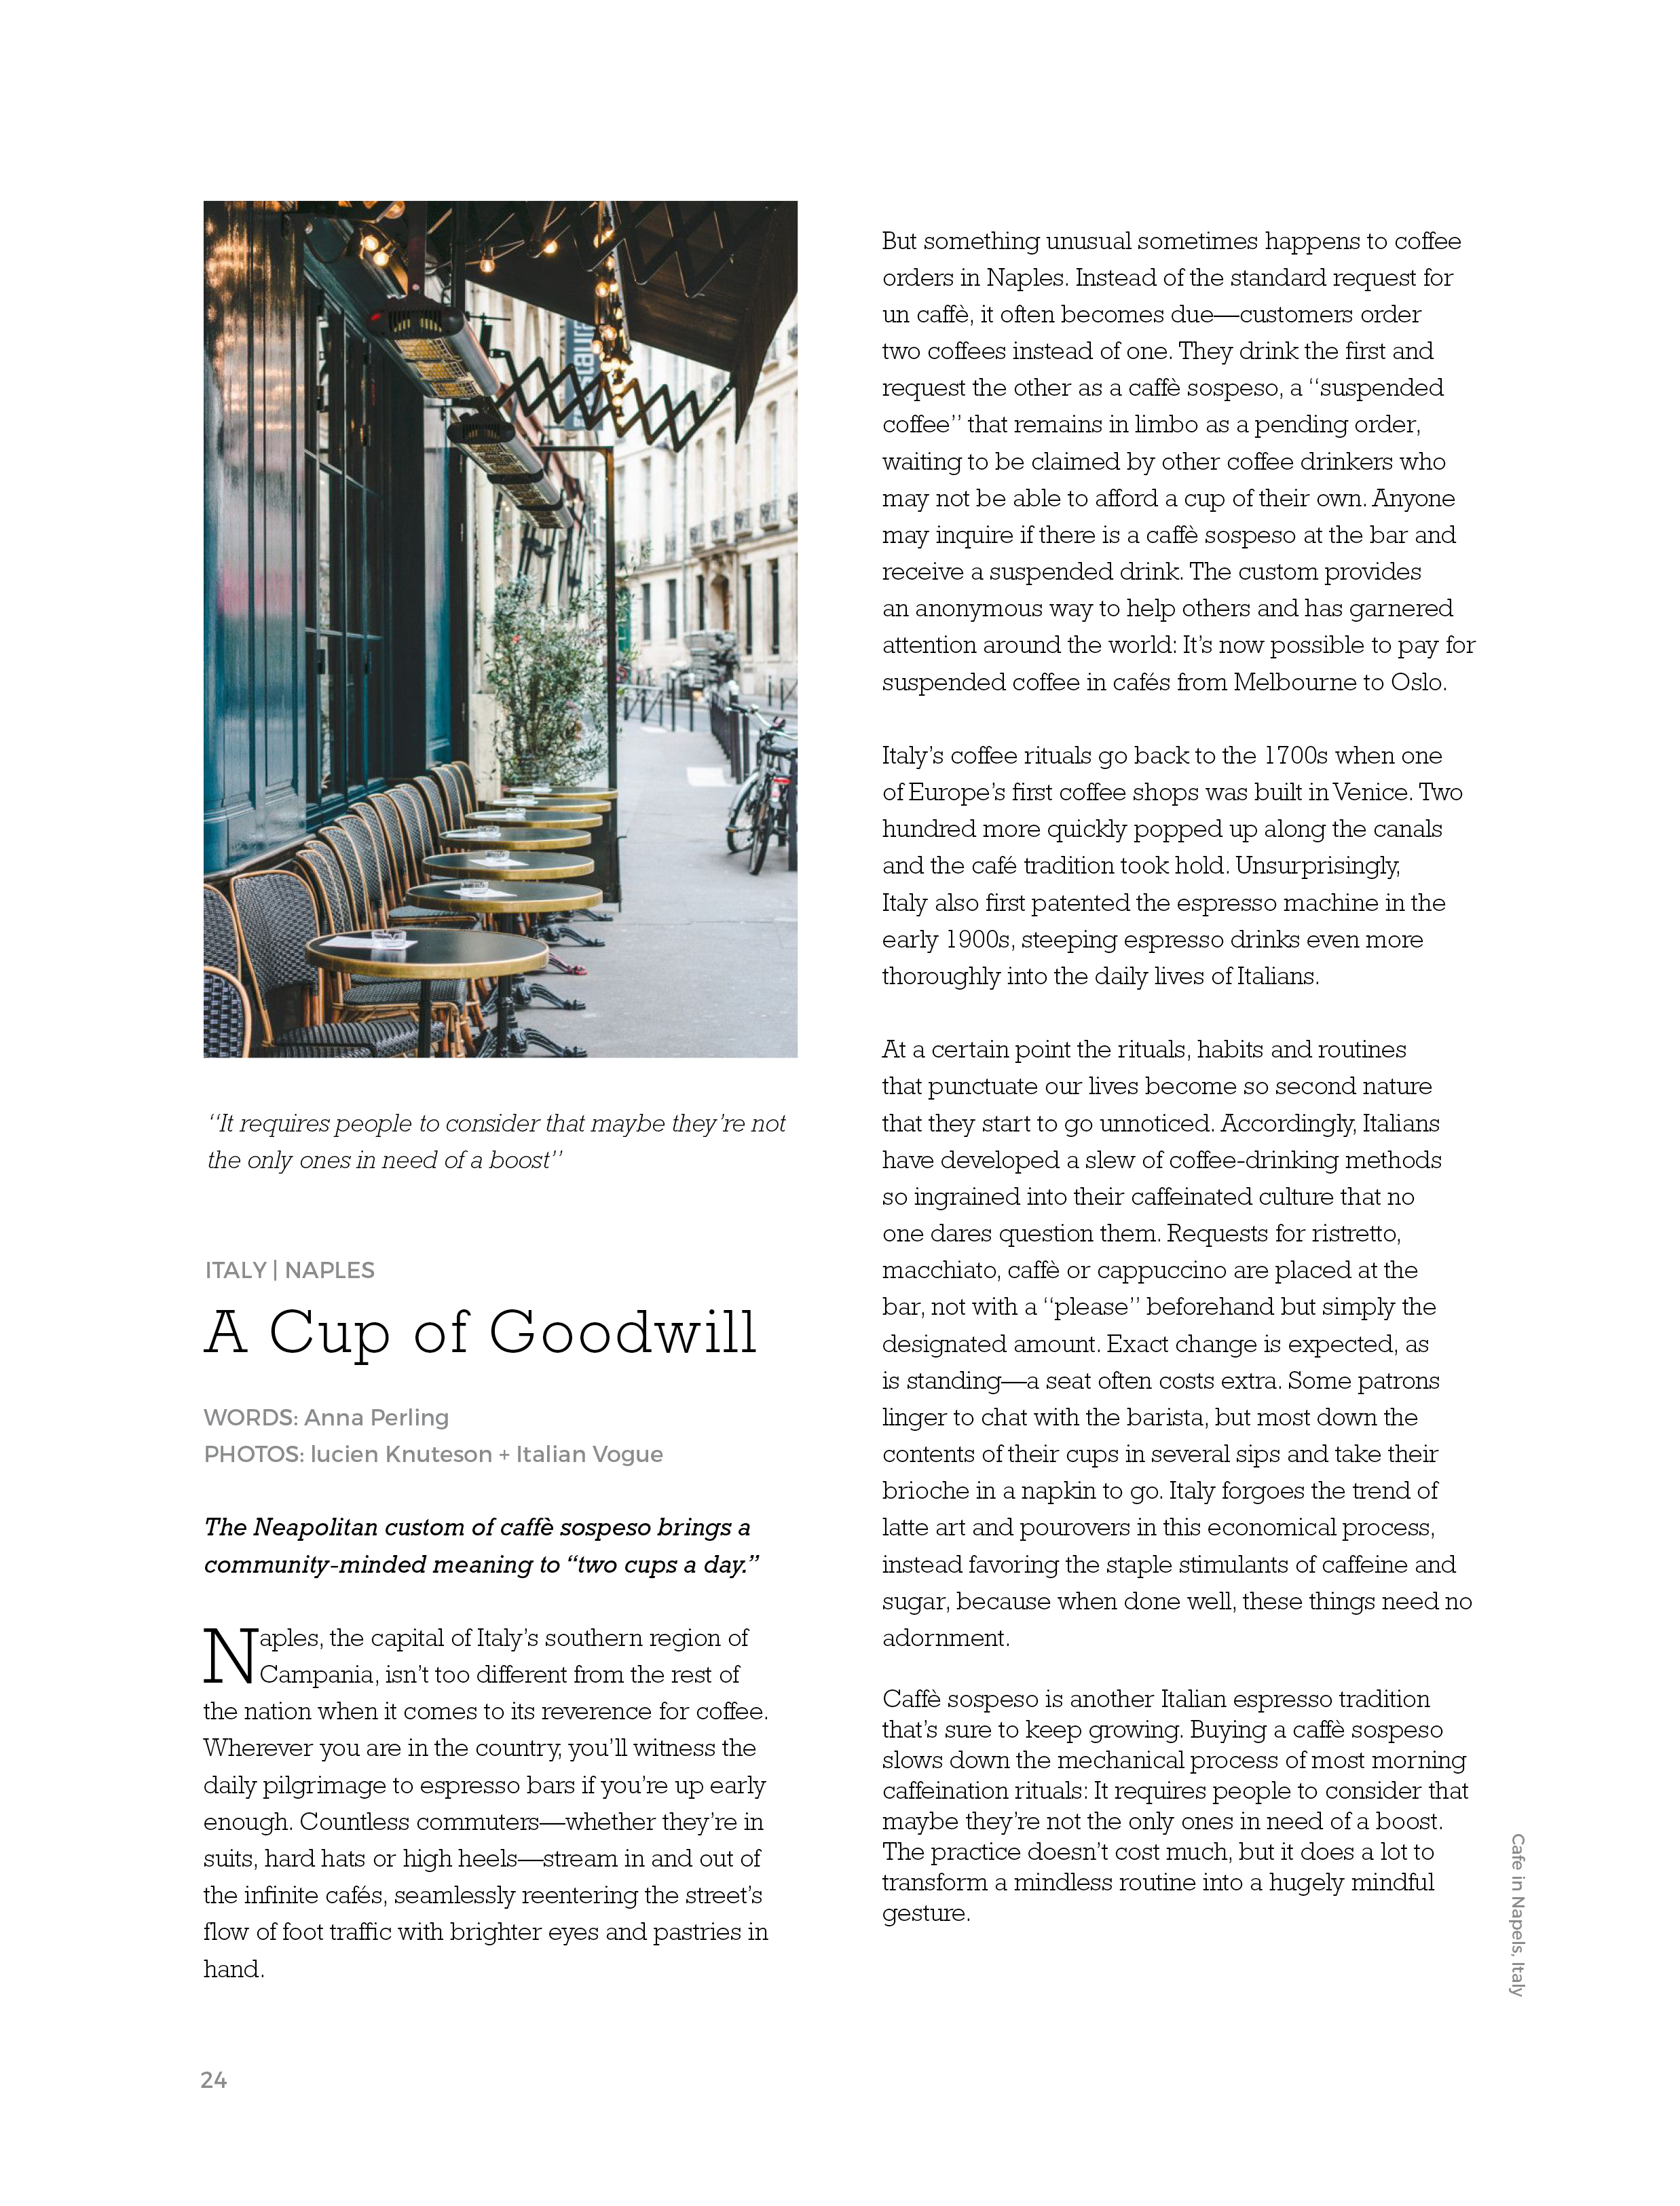 "It requires people to consider that maybe they're not
the only ones in need of a boost"
ITALY | NAPLES
A Cup of Goodwill
WORDS: Anna Perling
PHOTOS: lucien Knuteson + Italian Vogue
The Neapolitan custom of caffè sospeso brings a
community-minded meaning to “two cups a day.”
Naples, the capital of Italy's southern region of
Campania, isn't too different from the rest of
the nation when it comes to its reverence for coffee.
Wherever you are in the country, you'll witness the
daily pilgrimage to espresso bars if you're up early
enough. Countless commuters—whether they're in
suits, hard hats or high heels—stream in and out of
the infinite cafés, seamlessly reentering the street's
flow of foot traffic with brighter eyes and pastries in
hand.
But something unusual sometimes happens to coffee
orders in Naples. Instead of the standard request for
un caffè, it often becomes due—customers order
two coffees instead of one. They drink the first and
request the other as a caffè sospeso, a "suspended
coffee" that remains in limbo as a pending order,
waiting to be claimed by other coffee drinkers who
may not be able to afford a cup of their own. Anyone
may inquire if there is a caffè sospeso at the bar and
receive a suspended drink. The custom provides
an anonymous way to help others and has garnered
attention around the world: It's now possible to pay for
suspended coffee in cafés from Melbourne to Oslo.
Italy's coffee rituals go back to the 1700s when one
of Europe's first coffee shops was built in Venice. Two
hundred more quickly popped up along the canals
and the café tradition took hold. Unsurprisingly,
Italy also first patented the espresso machine in the
early 1900s, steeping espresso drinks even more
thoroughly into the daily lives of Italians.
At a certain point the rituals, habits and routines
that punctuate our lives become so second nature
that they start to go unnoticed. Accordingly, Italians
have developed a slew of coffee-drinking methods
so ingrained into their caffeinated culture that no
one dares question them. Requests for ristretto,
macchiato, caffè or cappuccino are placed at the
bar, not with a "please" beforehand but simply the
designated amount. Exact change is expected, as
is standing—a seat often costs extra. Some patrons
linger to chat with the barista, but most down the
contents of their cups in several sips and take their
brioche in a napkin to go. Italy forgoes the trend of
latte art and pourovers in this economical process,
instead favoring the staple stimulants of caffeine and
sugar, because when done well, these things need no
adornment.
Caffè sospeso is another Italian espresso tradition
that's sure to keep growing. Buying a caffè sospeso
slows down the mechanical process of most morning
caffeination rituals: It requires people to consider that
maybe they're not the only ones in need of a boost.
The practice doesn't cost much, but it does a lot to
transform a mindless routine into a hugely mindful
gesture.
Cafe in Napels, Italy
24